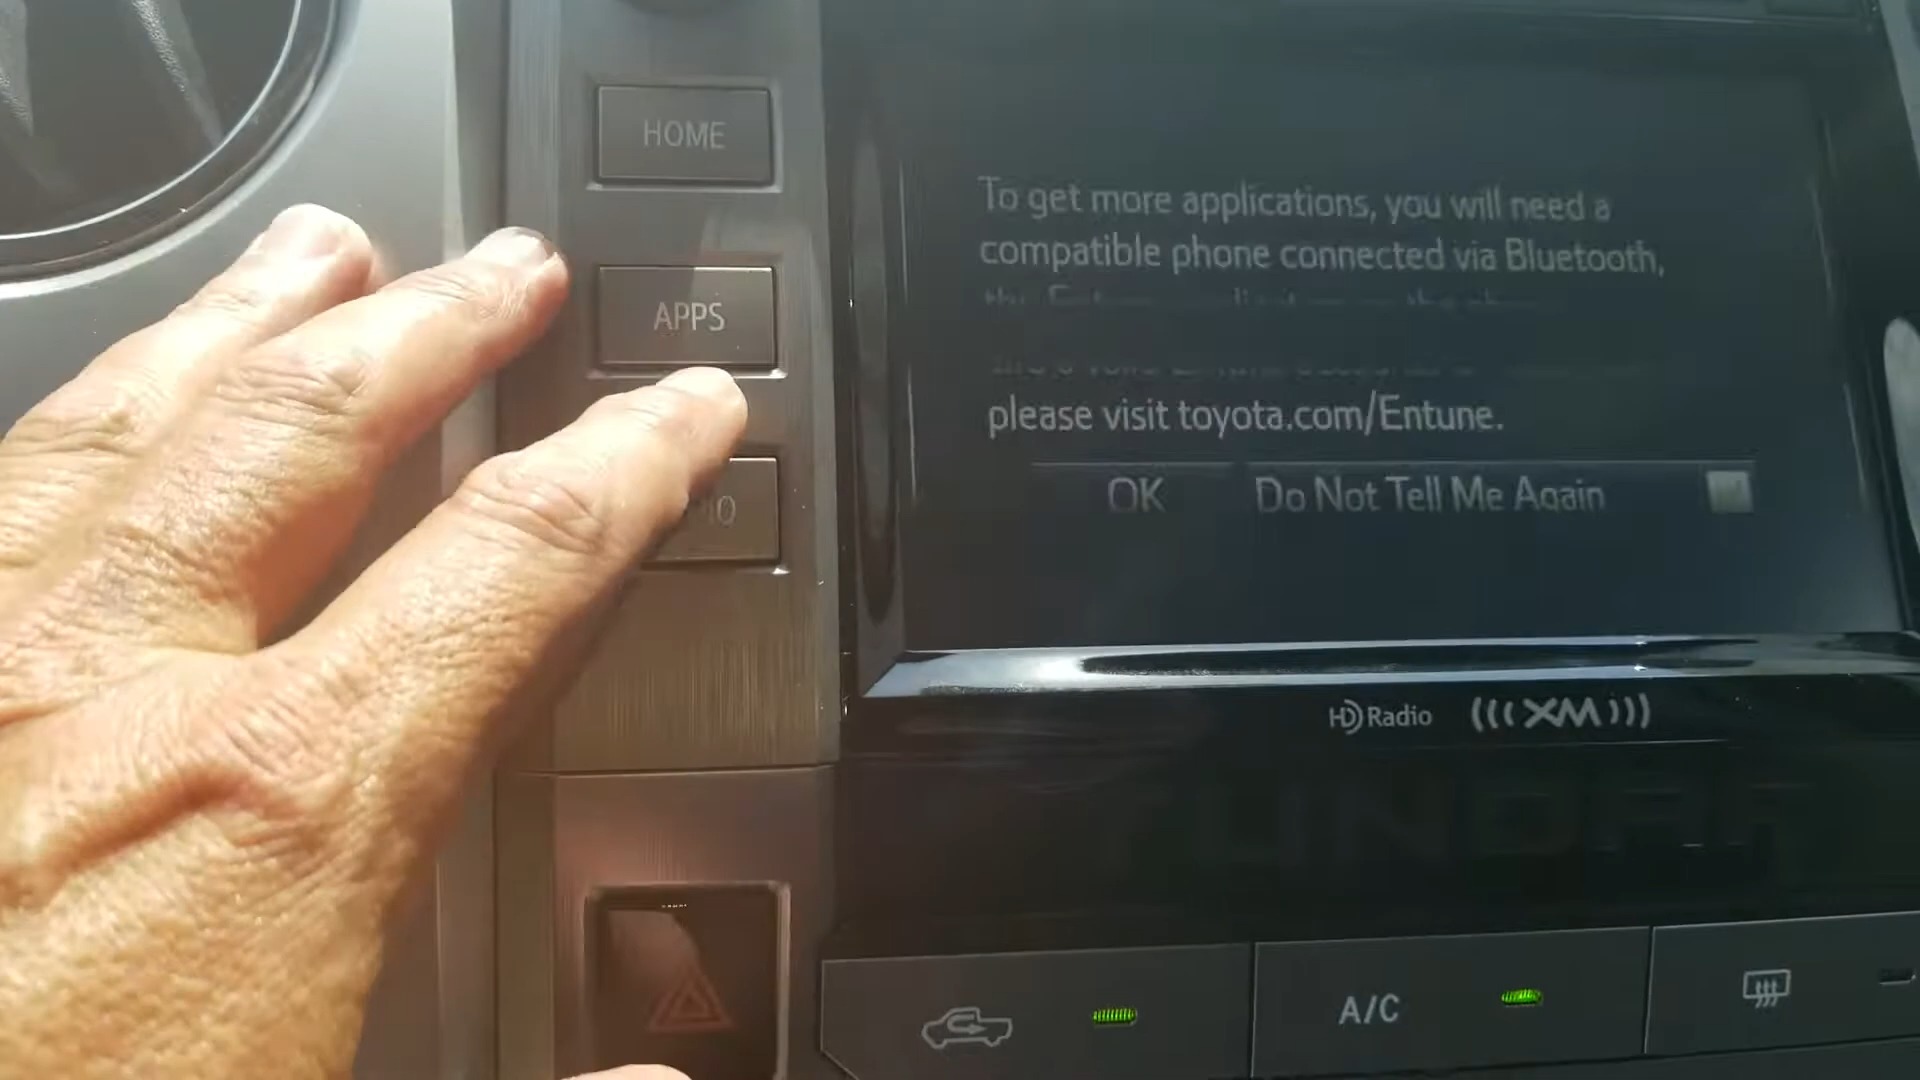 HOME
APPS
To get more applications, you will need a
compatible phone connected via Bluetooth,
please visit toyota.com/Entune.
OK
Do Not Tell Me Again
HD Radio
(((XM)))
TUNDRA
A/C